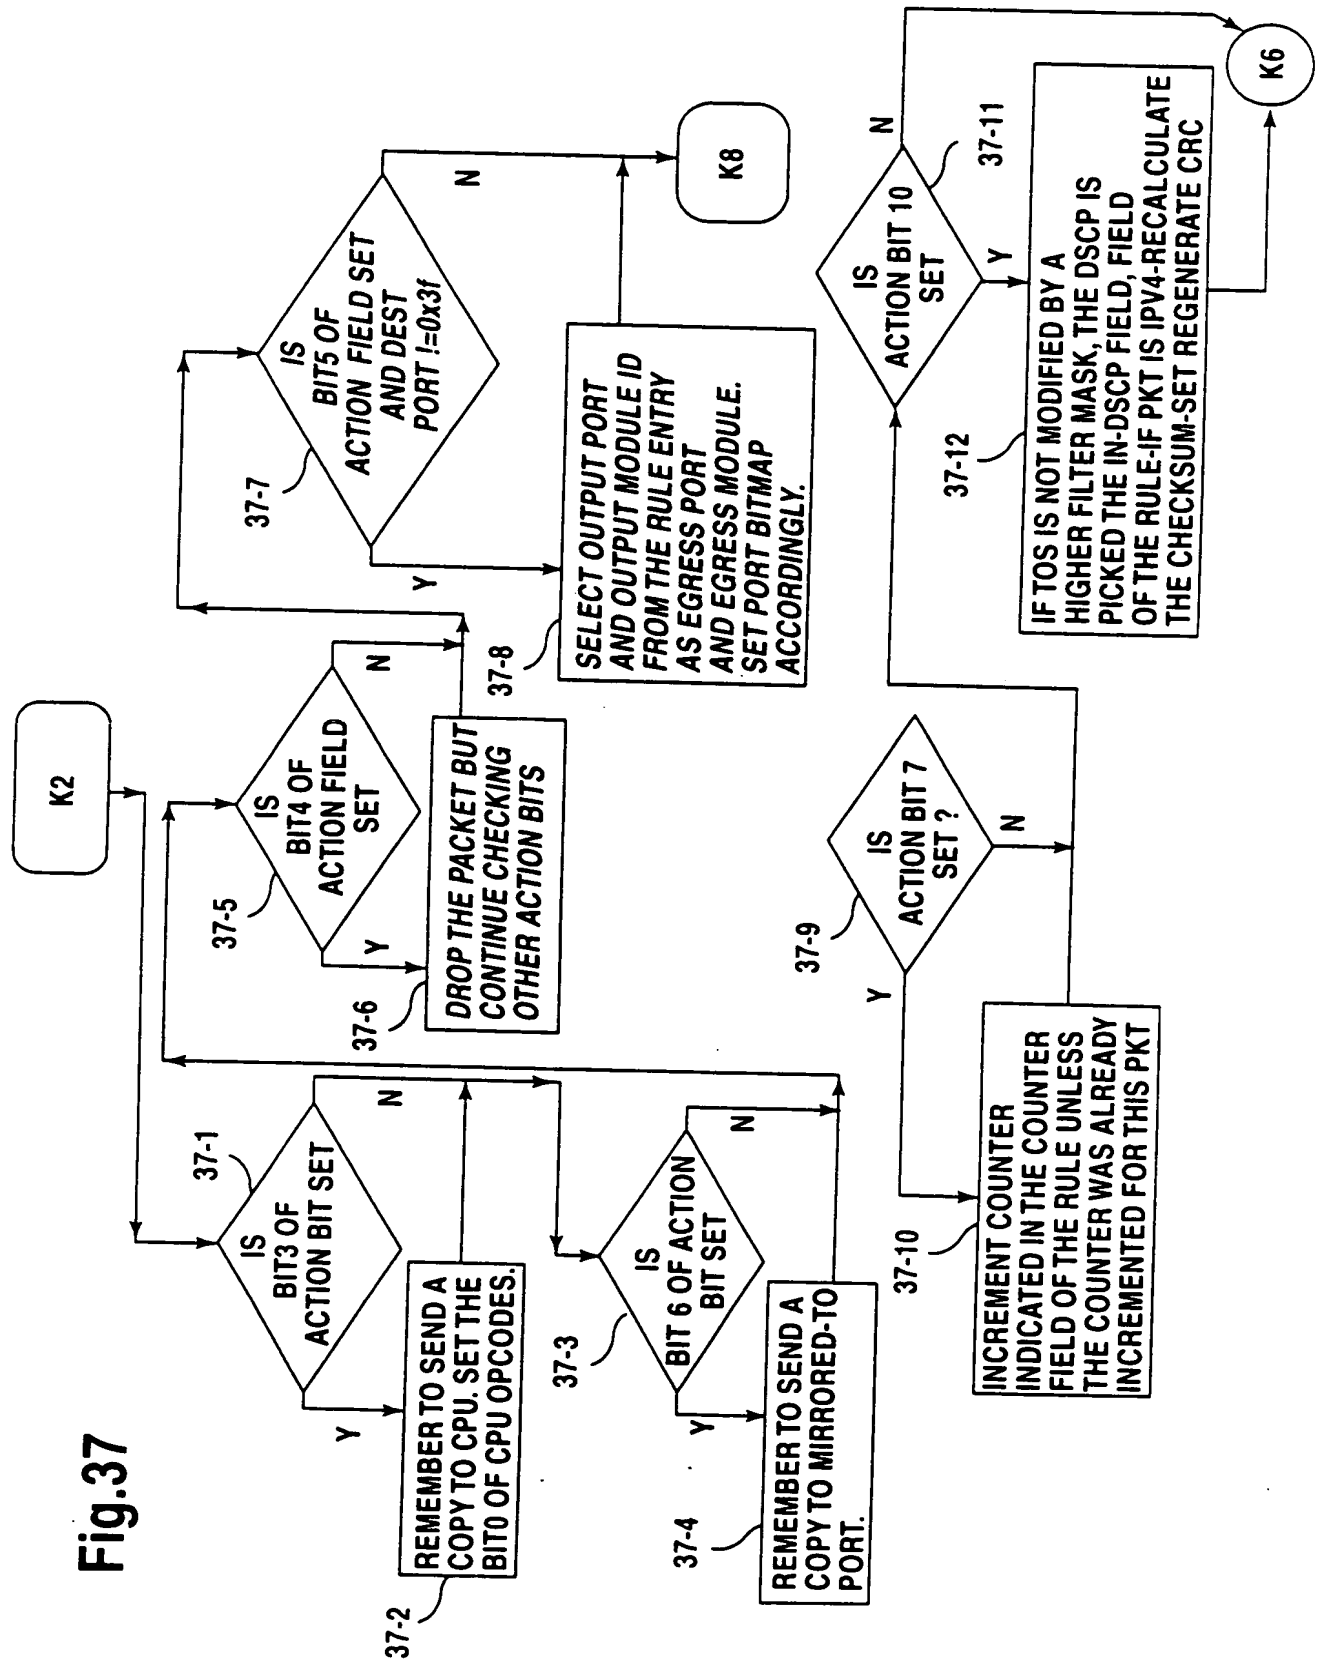 Fig.37
K2
37-1
IS
BIT3 OF
ACTION BIT SET
Y
N
37-2
REMEMBER TO SEND A
COPY TO CPU. SET THE
BIT0 OF CPU OPCODES.
37-3
IS
BIT 6 OF ACTION
BIT SET
Y
N
37-4
REMEMBER TO SEND A
COPY TO MIRRORED-TO
PORT.
37-5
IS
BIT4 OF
ACTION FIELD
SET
Y
N
37-6
DROP THE PACKET BUT
CONTINUE CHECKING
OTHER ACTION BITS
37-7
IS
BIT5 OF
ACTION FIELD SET
AND DEST
PORT !=0x3f
Y
N
37-8
SELECT OUTPUT PORT
AND OUTPUT MODULE ID
FROM THE RULE ENTRY
AS EGRESS PORT
AND EGRESS MODULE.
SET PORT BITMAP
ACCORDINGLY.
K8
37-9
IS
ACTION BIT 7
SET ?
Y
N
37-10
INCREMENT COUNTER
INDICATED IN THE COUNTER
FIELD OF THE RULE UNLESS
THE COUNTER WAS ALREADY
INCREMENTED FOR THIS PKT
IS
ACTION BIT 10
SET
37-11
N
Y
37-12
IF TOS IS NOT MODIFIED BY A
HIGHER FILTER MASK, THE DSCP IS
PICKED THE IN-DSCP FIELD, FIELD
OF THE RULE-IF PKT IS IPV4-RECALCULATE
THE CHECKSUM-SET REGENERATE CRC
K6